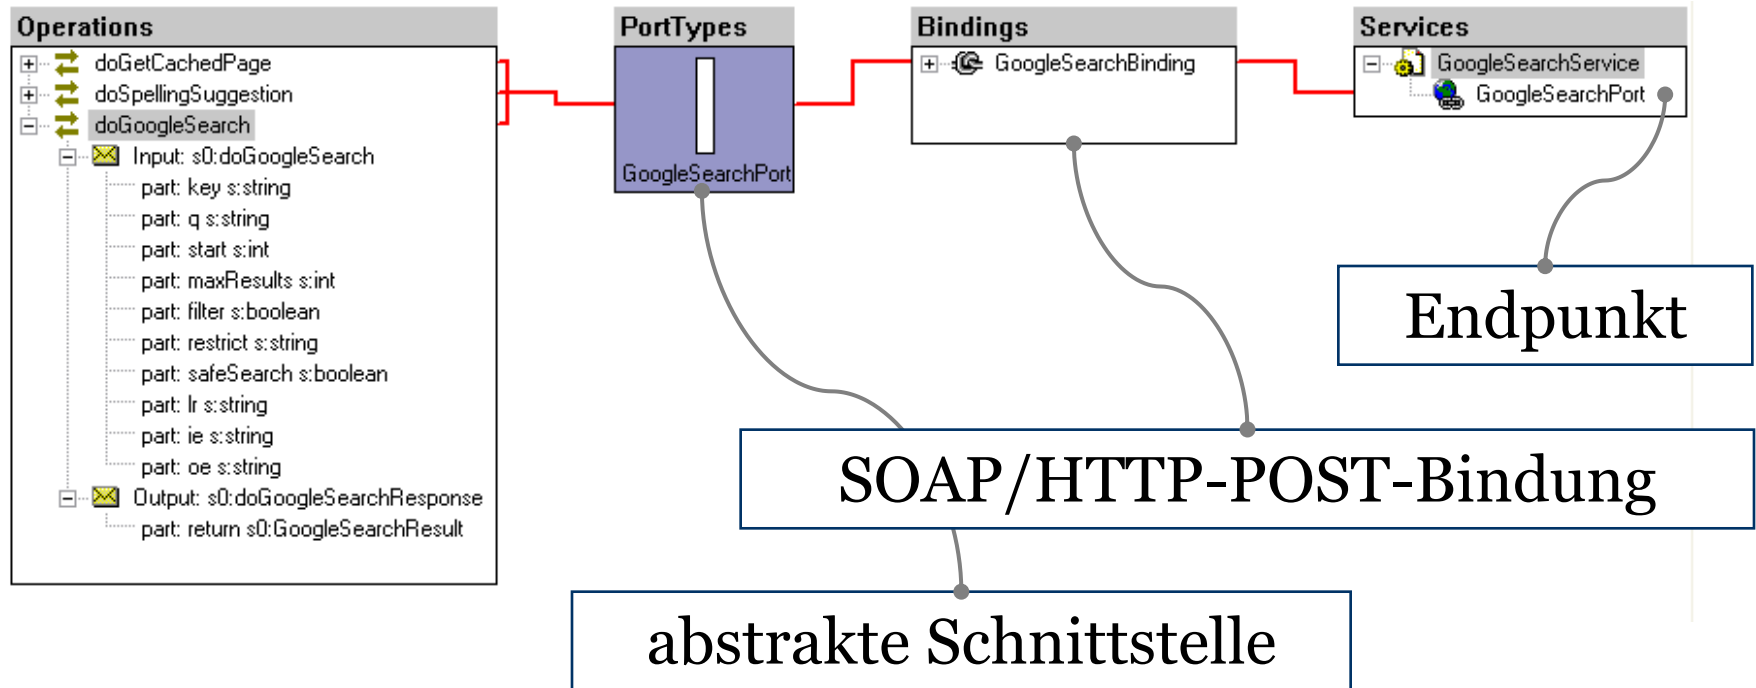 Operations
doGetCachedPage
doSpellingSuggestion
doGoogleSearch
Input: s0:doGoogleSearch
part: key s:string
part: q s:string
part: start s:int
part: maxResults s:int
part: filter s:boolean
part: restrict s:string
part: safeSearch s:boolean
part: lr s:string
part: ie s:string
part: oe s:string
Output: s0:doGoogleSearchResponse
part: return s0:GoogleSearchResult
PortTypes
GoogleSearchPort
Bindings
GoogleSearchBinding
Services
GoogleSearchService
GoogleSearchPort
Endpunkt
SOAP/HTTP-POST-Bindung
abstrakte Schnittstelle